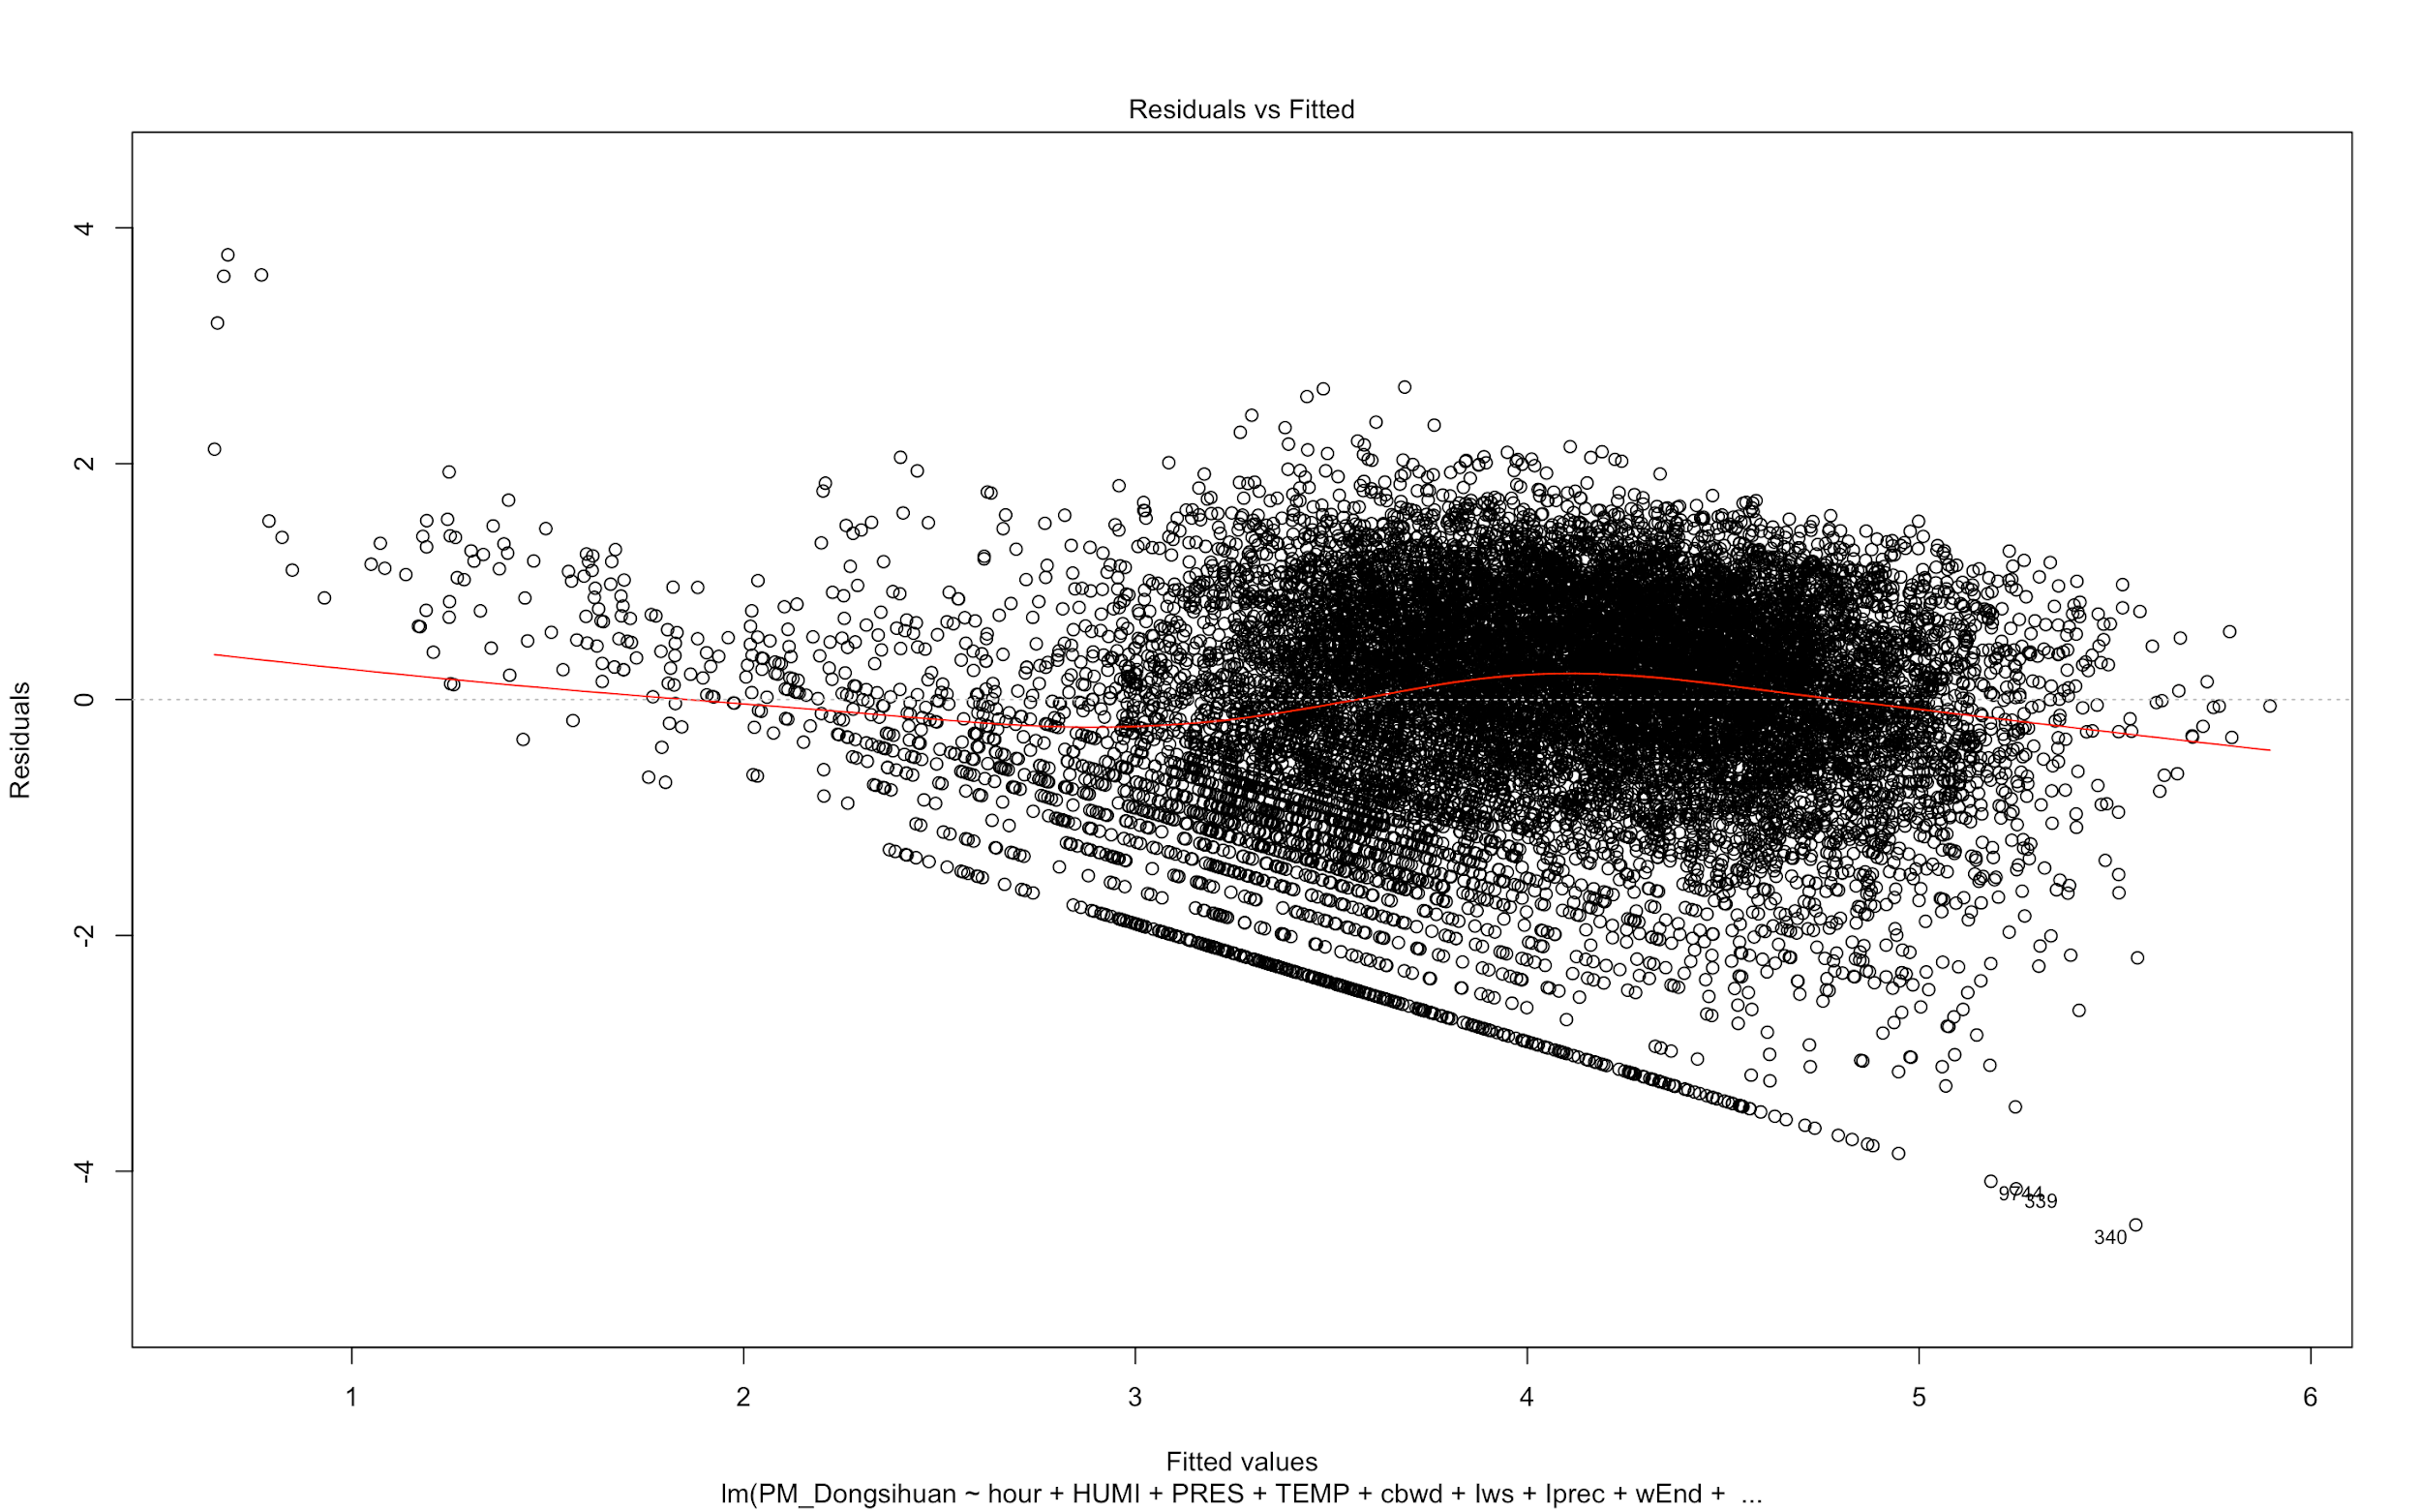 Residuals vs Fitted
4
2
0
-2
-4
Residuals
9744
339
340
1 2 3 4 5 6
Fitted values
lm(PM_Dongsihuan ~ hour + HUMI + PRES + TEMP + cbwd + Iws + Iprec + wEnd + ...